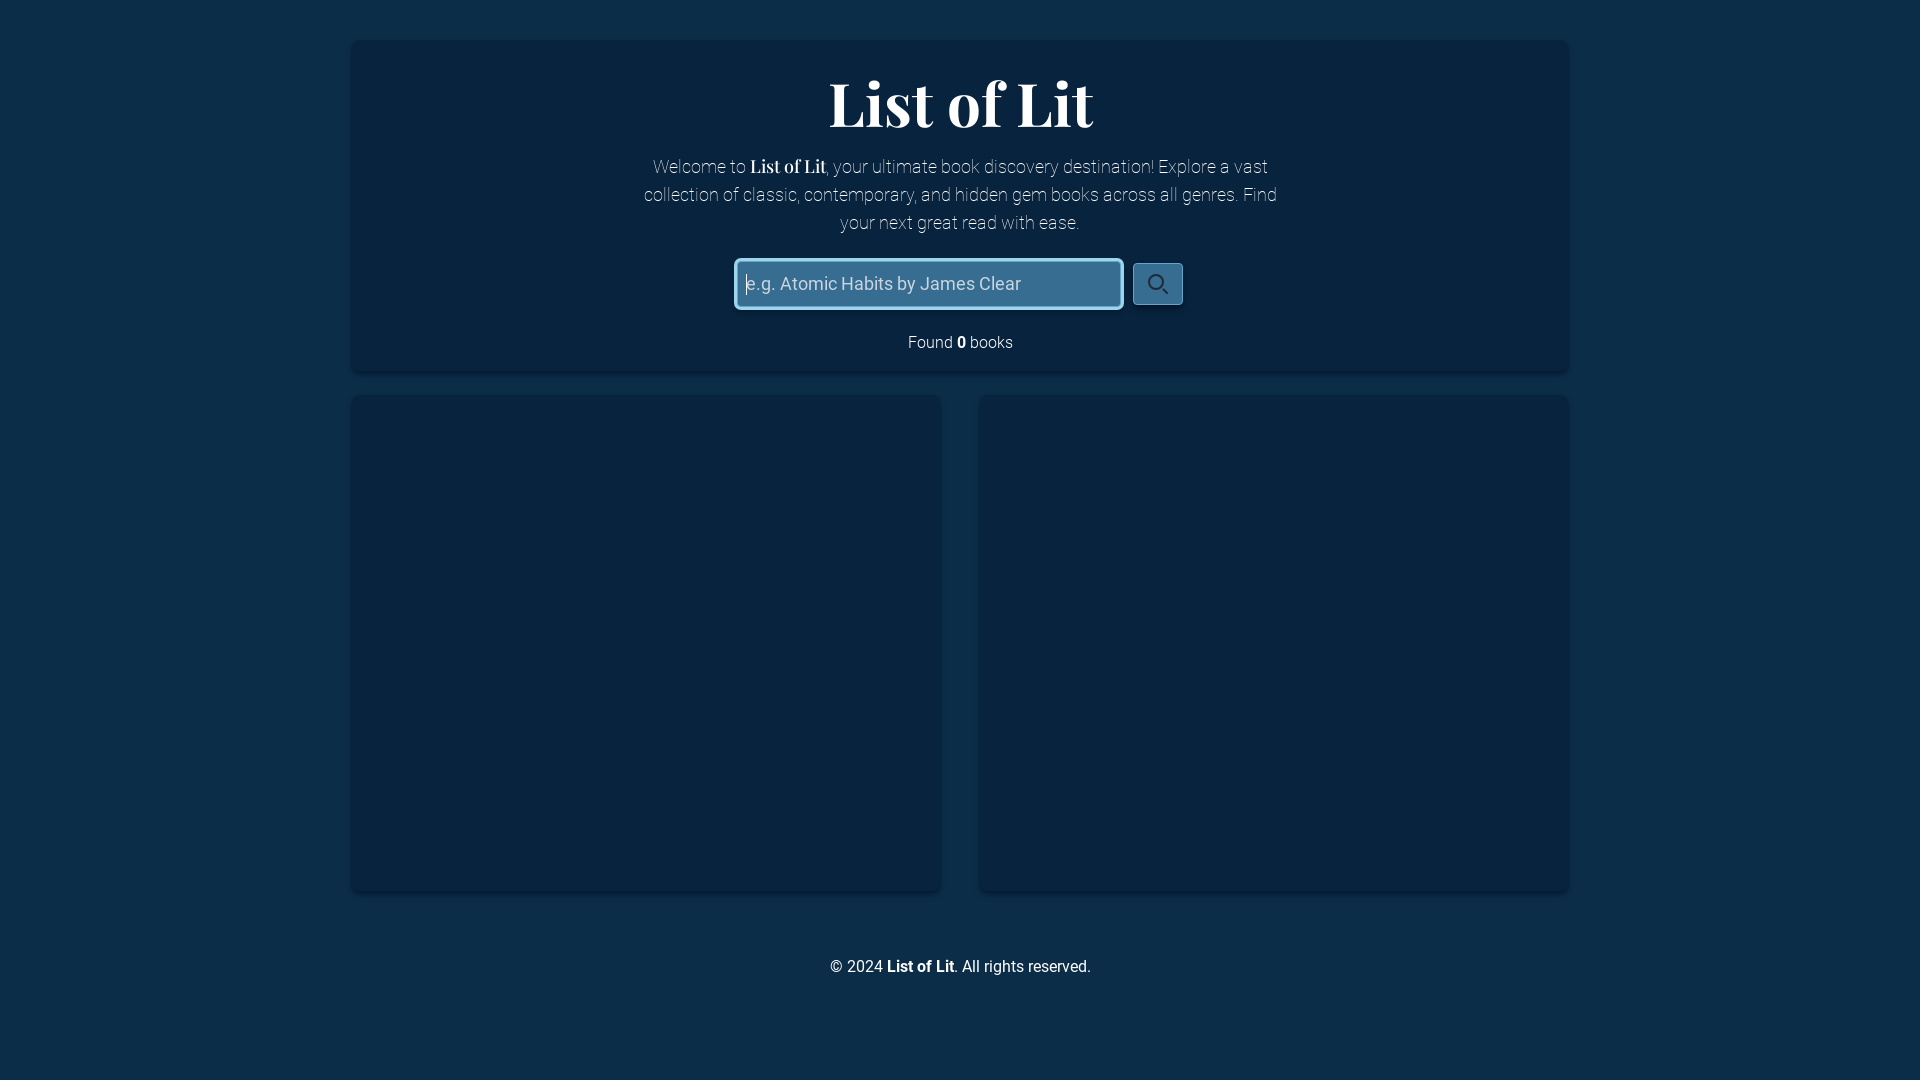 List of Lit
Welcome to List of Lit, your ultimate book discovery destination! Explore a vast
collection of classic, contemporary, and hidden gem books across all genres. Find
your next great read with ease.
e.g. Atomic Habits by James Clear
Found 0 books
© 2024 List of Lit. All rights reserved.